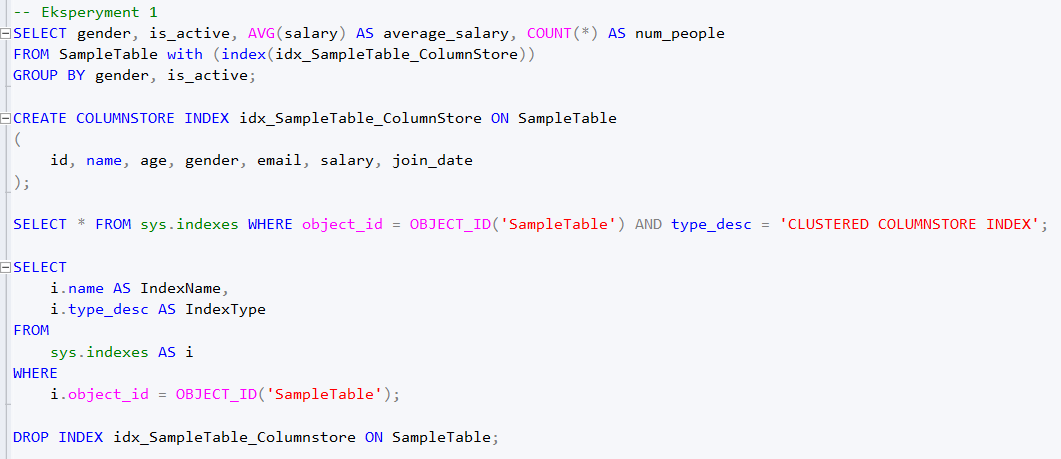 -- Eksperyment 1
SELECT gender, is_active, AVG(salary) AS average_salary, COUNT(*) AS num_people
FROM SampleTable with (index(idx_SampleTable_ColumnStore))
GROUP BY gender, is_active;
CREATE COLUMNSTORE INDEX idx_SampleTable_ColumnStore ON SampleTable
(
    id, name, age, gender, email, salary, join_date
);
SELECT * FROM sys.indexes WHERE object_id = OBJECT_ID('SampleTable') AND type_desc = 'CLUSTERED COLUMNSTORE INDEX';
SELECT
    i.name AS IndexName,
    i.type_desc AS IndexType
FROM
    sys.indexes AS i
WHERE
    i.object_id = OBJECT_ID('SampleTable');
DROP INDEX idx_SampleTable_Columnstore ON SampleTable;